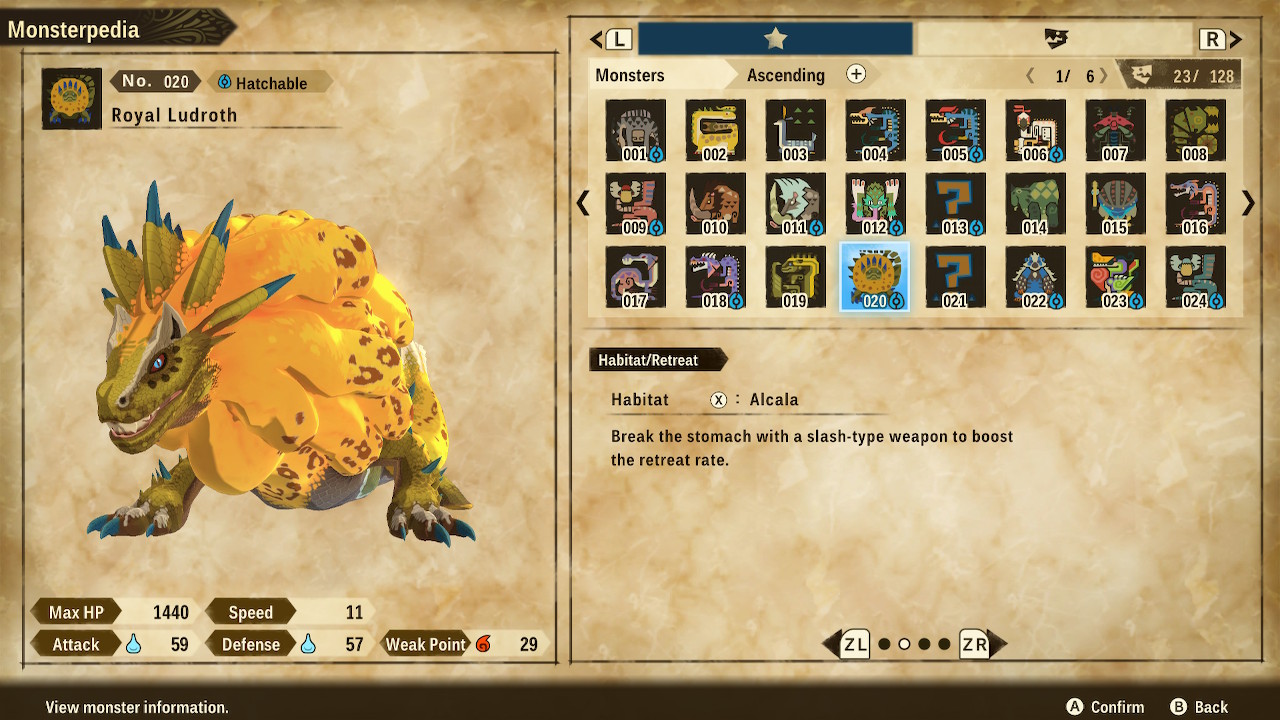 Monsterpedia
No. 020 Hatchable
Royal Ludroth
Max HP 1440 Speed 11
Attack 59 Defense 57 Weak Point 29
L R
Monsters Ascending + 1/ 6 23/ 128
001 002 003 004 005 006 007 008
009 010 011 012 013 014 015 016
017 018 019 020 021 022 023 024
Habitat/Retreat
Habitat X : Alcala
Break the stomach with a slash-type weapon to boost
the retreat rate.
ZL ZR
View monster information.
A Confirm B Back